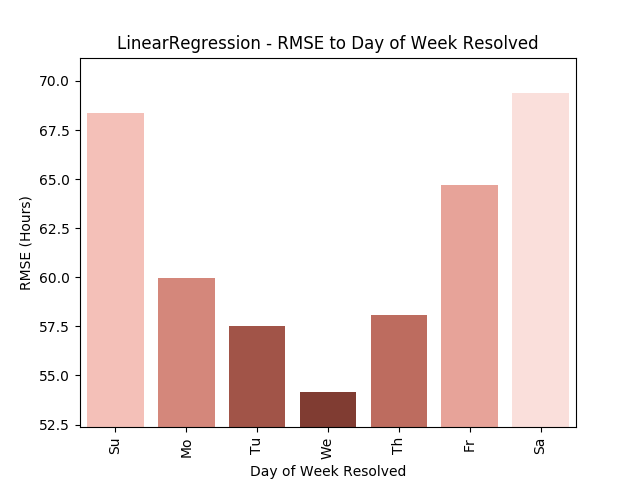 LinearRegression - RMSE to Day of Week Resolved
70.0
67.5
65.0
62.5
60.0
57.5
55.0
52.5
RMSE (Hours)
Su
Mo
Tu
We
Th
Fr
Sa
Day of Week Resolved